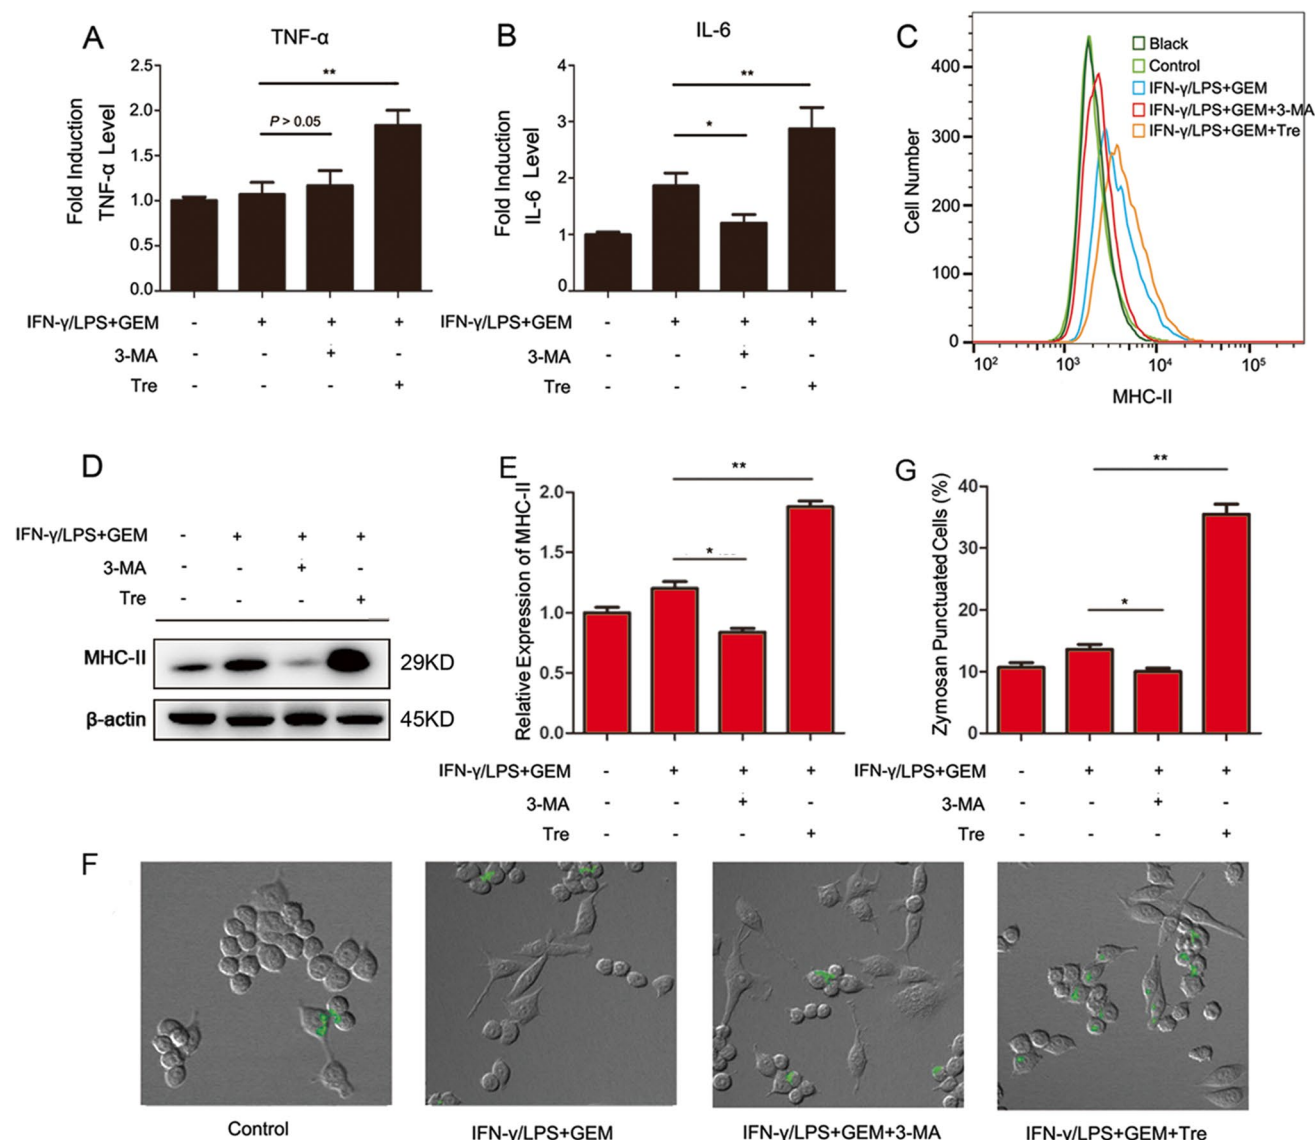 A
TNF-α
Fold Induction
TNF-α Level
2.5
2.0
1.5
1.0
0.5
0.0
**
P > 0.05
IFN-γ/LPS+GEM - + + +
3-MA - - + -
Tre - - - +
B
IL-6
Fold Induction
IL-6 Level
4
3
2
1
0
**
*
IFN-γ/LPS+GEM - + + +
3-MA - - + -
Tre - - - +
C
Cell Number
400
300
200
100
0
Black
Control
IFN-γ/LPS+GEM
IFN-γ/LPS+GEM+3-MA
IFN-γ/LPS+GEM+Tre
10² 10³ 10⁴ 10⁵
MHC-II
D
IFN-γ/LPS+GEM - + + +
3-MA - - + -
Tre - - - +
MHC-II 29KD
β-actin 45KD
E
Relative Expression of MHC-II
2.0
1.5
1.0
0.5
0.0
**
*
IFN-γ/LPS+GEM - + + +
3-MA - - + -
Tre - - - +
G
Zymosan Punctuated Cells (%)
40
30
20
10
0
**
*
IFN-γ/LPS+GEM - + + +
3-MA - - + -
Tre - - - +
F
Control
IFN-γ/LPS+GEM
IFN-γ/LPS+GEM+3-MA
IFN-γ/LPS+GEM+Tre